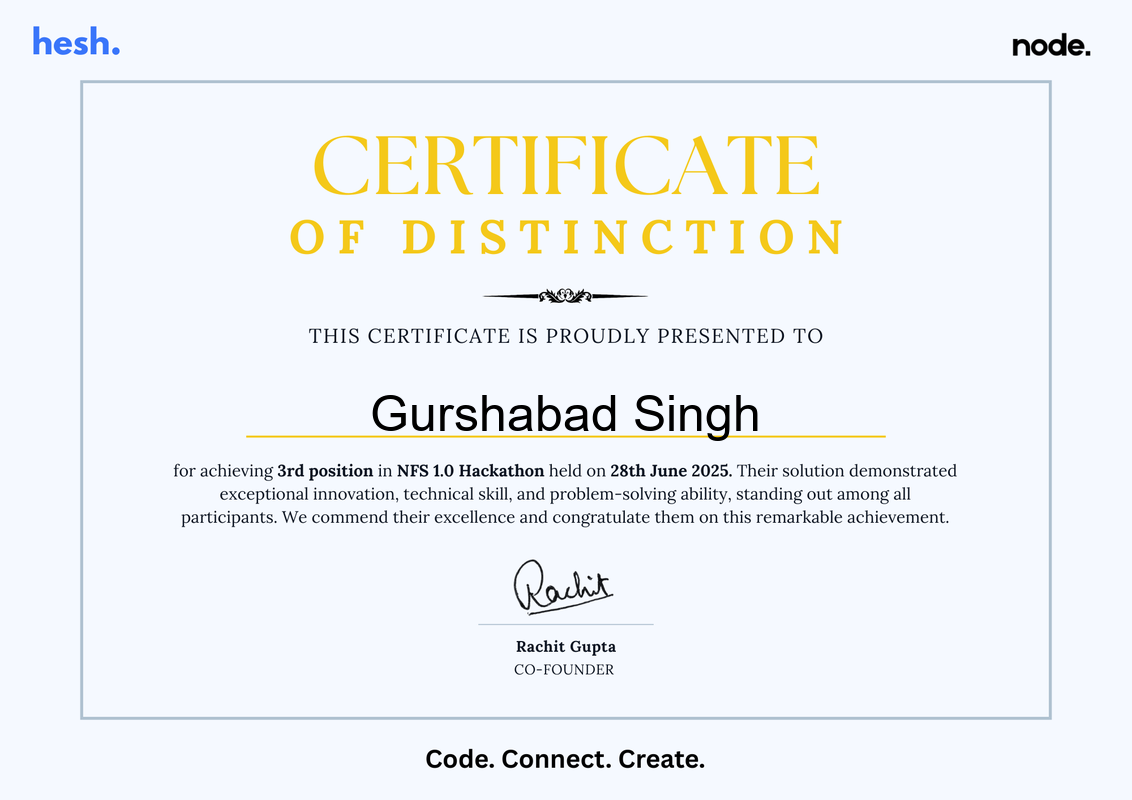 hesh.
node.
CERTIFICATE
OF DISTINCTION
THIS CERTIFICATE IS PROUDLY PRESENTED TO
Gurshabad Singh
for achieving 3rd position in NFS 1.0 Hackathon held on 28th June 2025. Their solution demonstrated
exceptional innovation, technical skill, and problem-solving ability, standing out among all
participants. We commend their excellence and congratulate them on this remarkable achievement.
Rachit
Rachit Gupta
CO-FOUNDER
Code. Connect. Create.